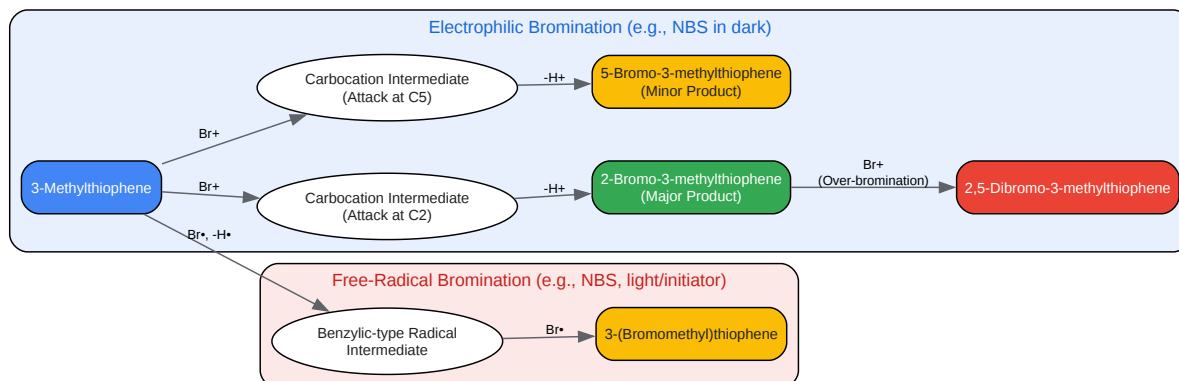 Electrophilic Bromination (e.g., NBS in dark)
Carbocation Intermediate
(Attack at C5)
-H+
5-Bromo-3-methylthiophene
(Minor Product)
Br+
3-Methylthiophene
Br+
Carbocation Intermediate
(Attack at C2)
-H+
2-Bromo-3-methylthiophene
(Major Product)
Br+
(Over-bromination)
2,5-Dibromo-3-methylthiophene
Br•, -H•
Free-Radical Bromination (e.g., NBS, light/initiator)
Benzylic-type Radical
Intermediate
Br•
3-(Bromomethyl)thiophene